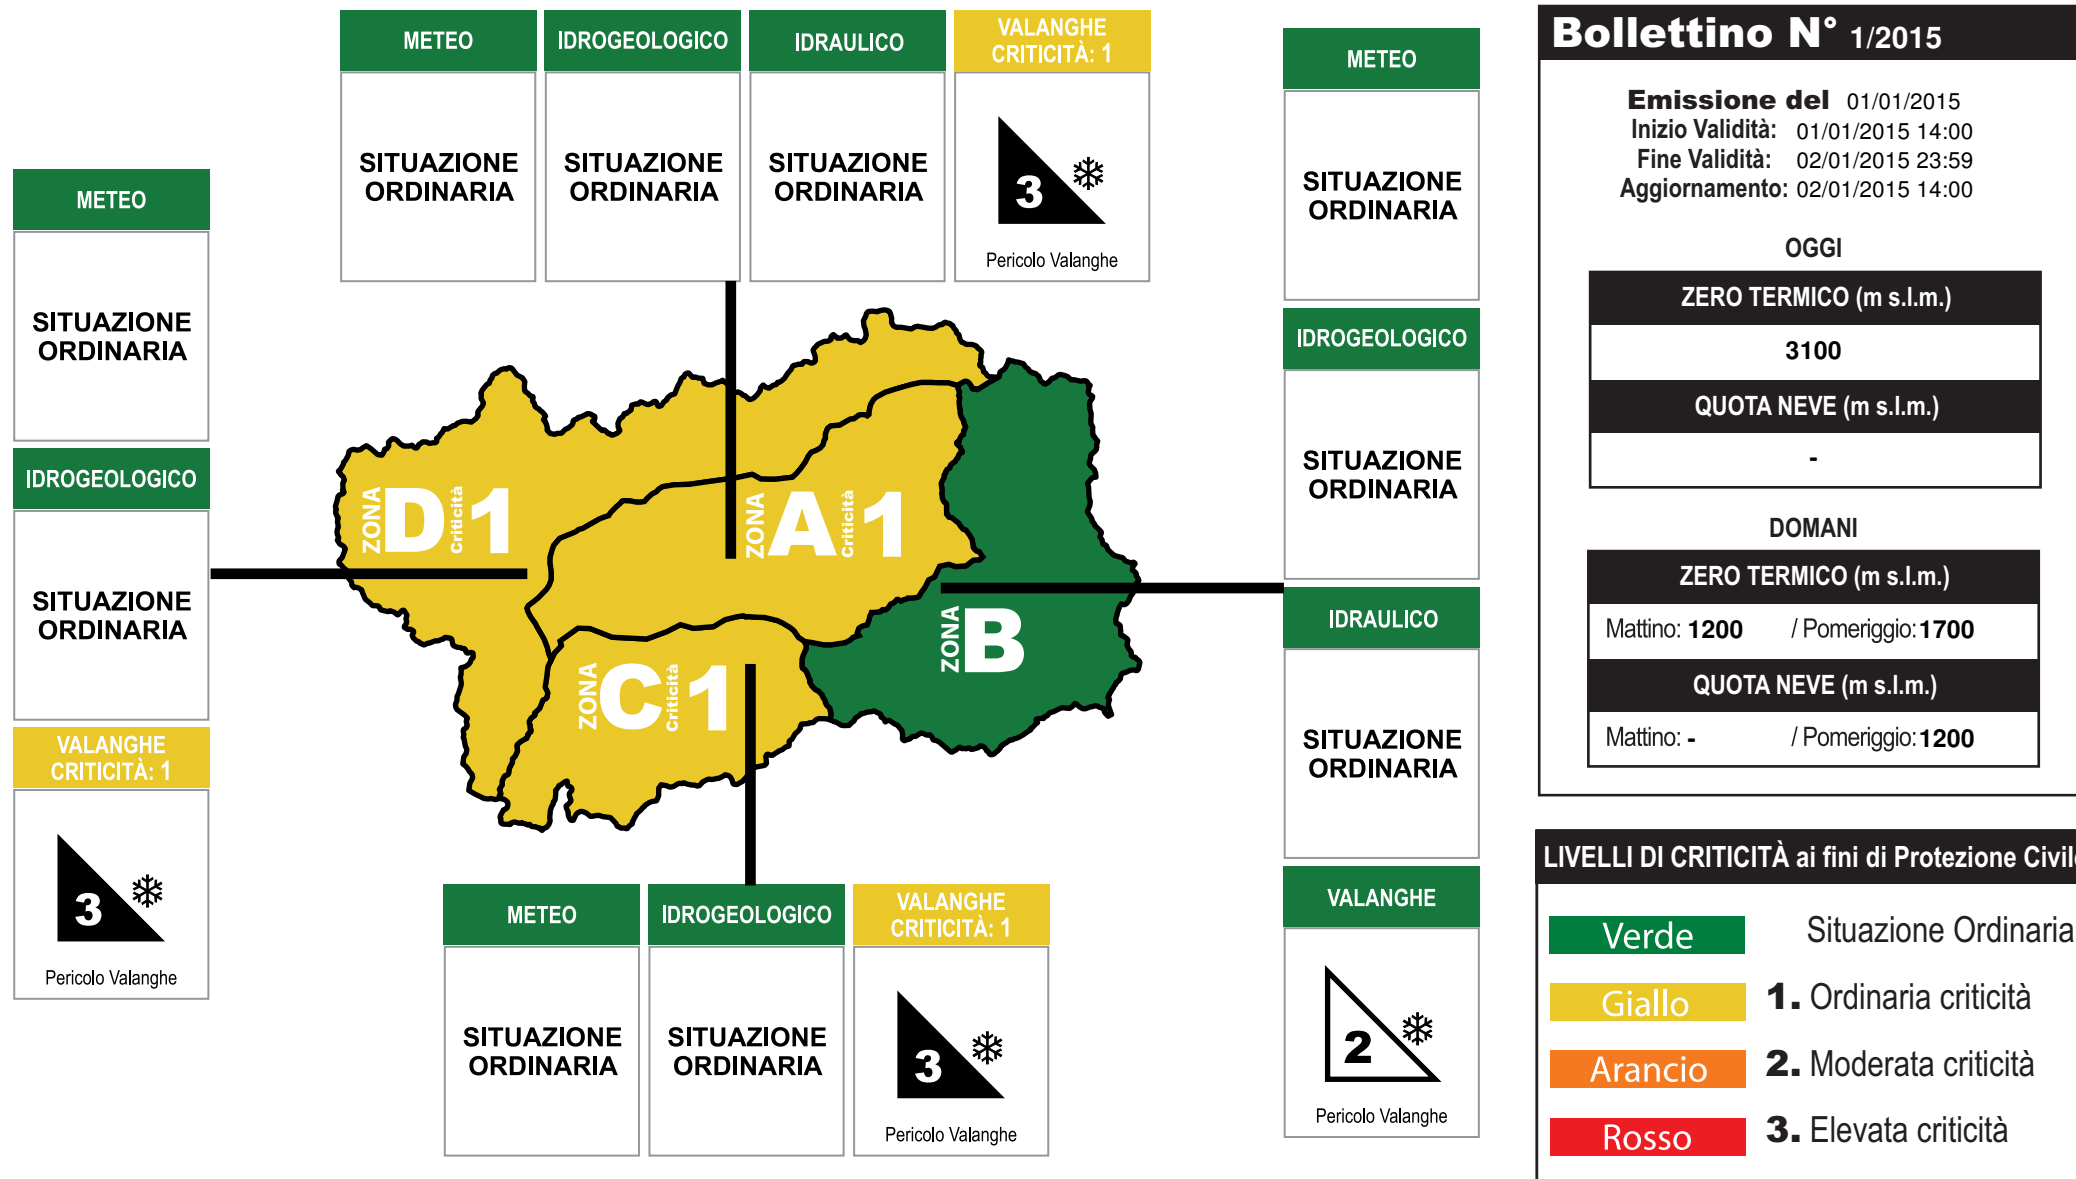 METEO
IDROGEOLOGICO
IDRAULICO
VALANGHE
CRITICITÀ: 1
SITUAZIONE
ORDINARIA
SITUAZIONE
ORDINARIA
SITUAZIONE
ORDINARIA
3
Pericolo Valanghe
METEO
SITUAZIONE
ORDINARIA
IDROGEOLOGICO
SITUAZIONE
ORDINARIA
VALANGHE
CRITICITÀ: 1
3
Pericolo Valanghe
ZONA D Criticità 1
ZONA A Criticità 1
ZONA B
ZONA C Criticità 1
METEO
IDROGEOLOGICO
VALANGHE
CRITICITÀ: 1
SITUAZIONE
ORDINARIA
SITUAZIONE
ORDINARIA
3
Pericolo Valanghe
METEO
SITUAZIONE
ORDINARIA
IDROGEOLOGICO
SITUAZIONE
ORDINARIA
IDRAULICO
SITUAZIONE
ORDINARIA
VALANGHE
2
Pericolo Valanghe
Bollettino N° 1/2015
Emissione del 01/01/2015
Inizio Validità: 01/01/2015 14:00
Fine Validità: 02/01/2015 23:59
Aggiornamento: 02/01/2015 14:00
OGGI
ZERO TERMICO (m s.l.m.)
3100
QUOTA NEVE (m s.l.m.)
-
DOMANI
ZERO TERMICO (m s.l.m.)
Mattino: 1200 / Pomeriggio: 1700
QUOTA NEVE (m s.l.m.)
Mattino: - / Pomeriggio: 1200
LIVELLI DI CRITICITÀ ai fini di Protezione Civile
Verde Situazione Ordinaria
Giallo 1. Ordinaria criticità
Arancio 2. Moderata criticità
Rosso 3. Elevata criticità